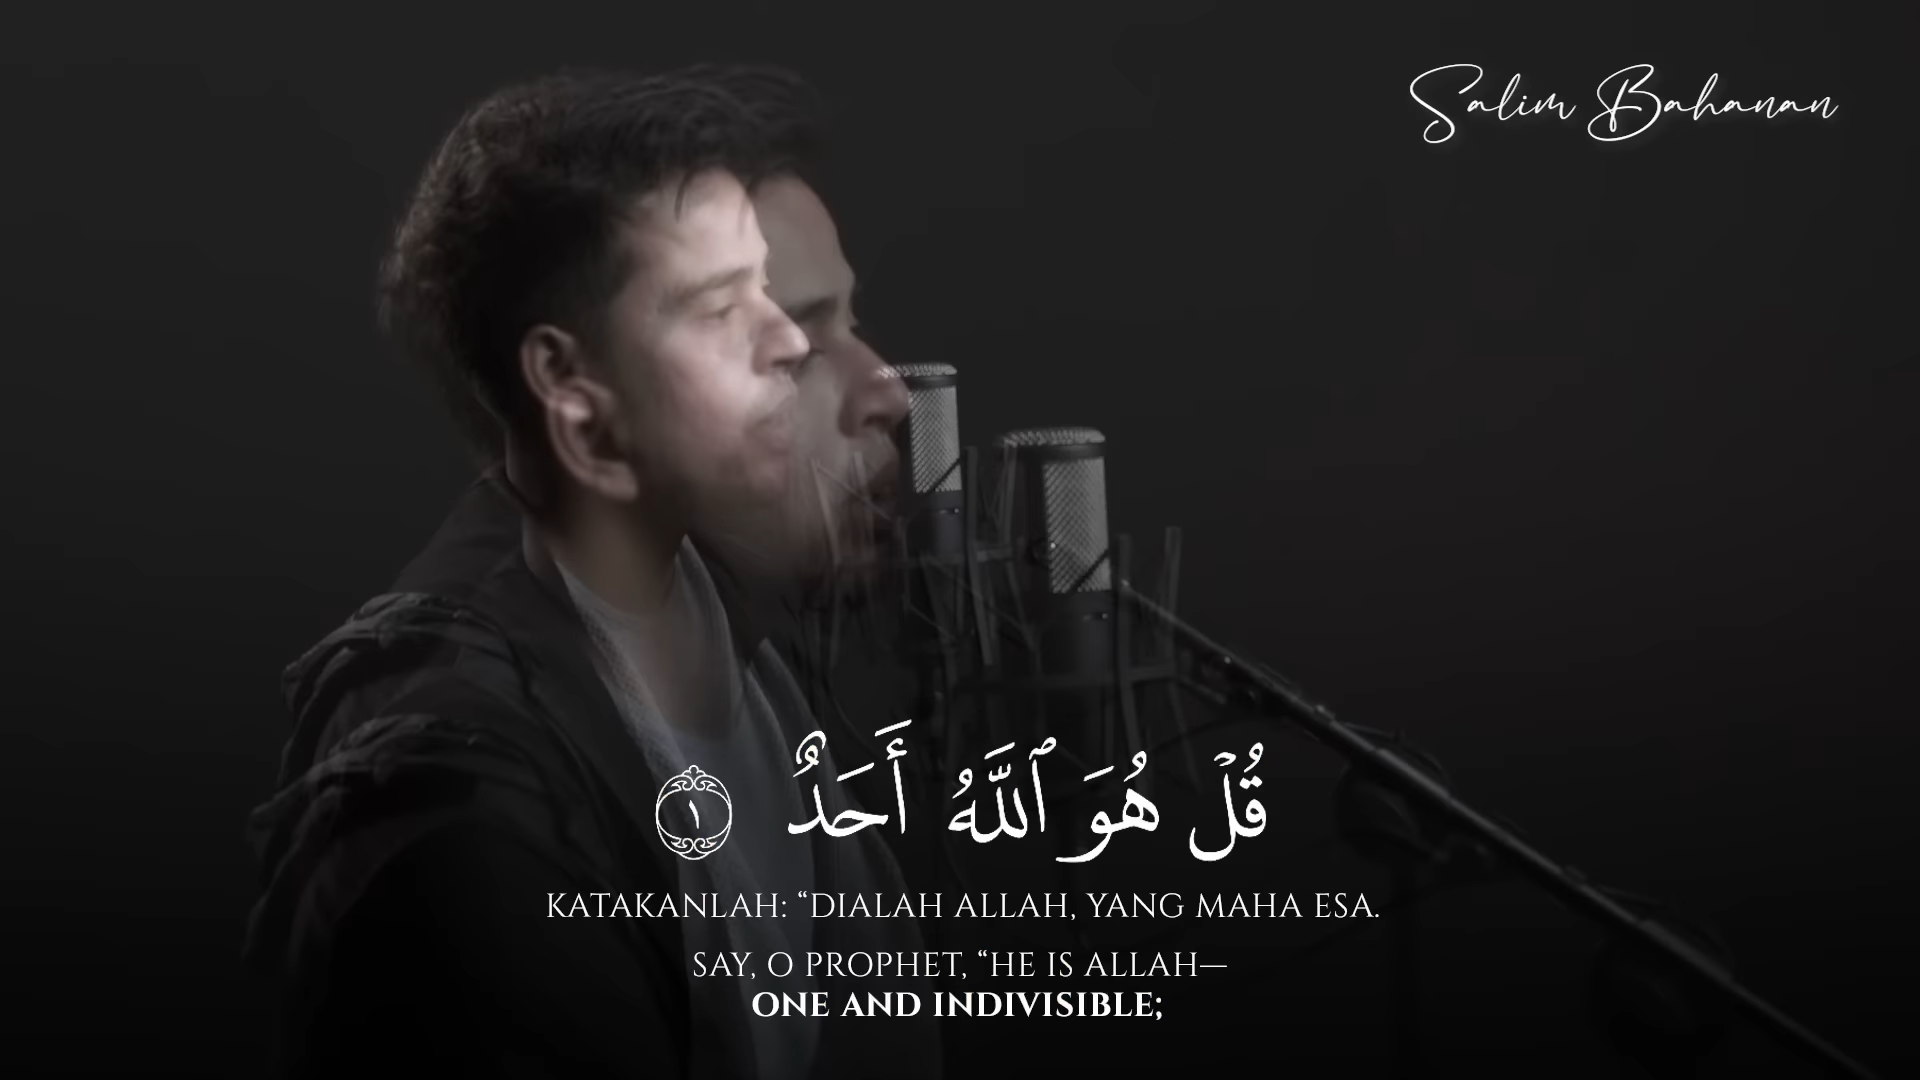 Salim Bahanan
قُلْ هُوَ ٱللَّهُ أَحَدٌ ١
KATAKANLAH: “DIALAH ALLAH, YANG MAHA ESA.
SAY, O PROPHET, “HE IS ALLAH—
ONE AND INDIVISIBLE;